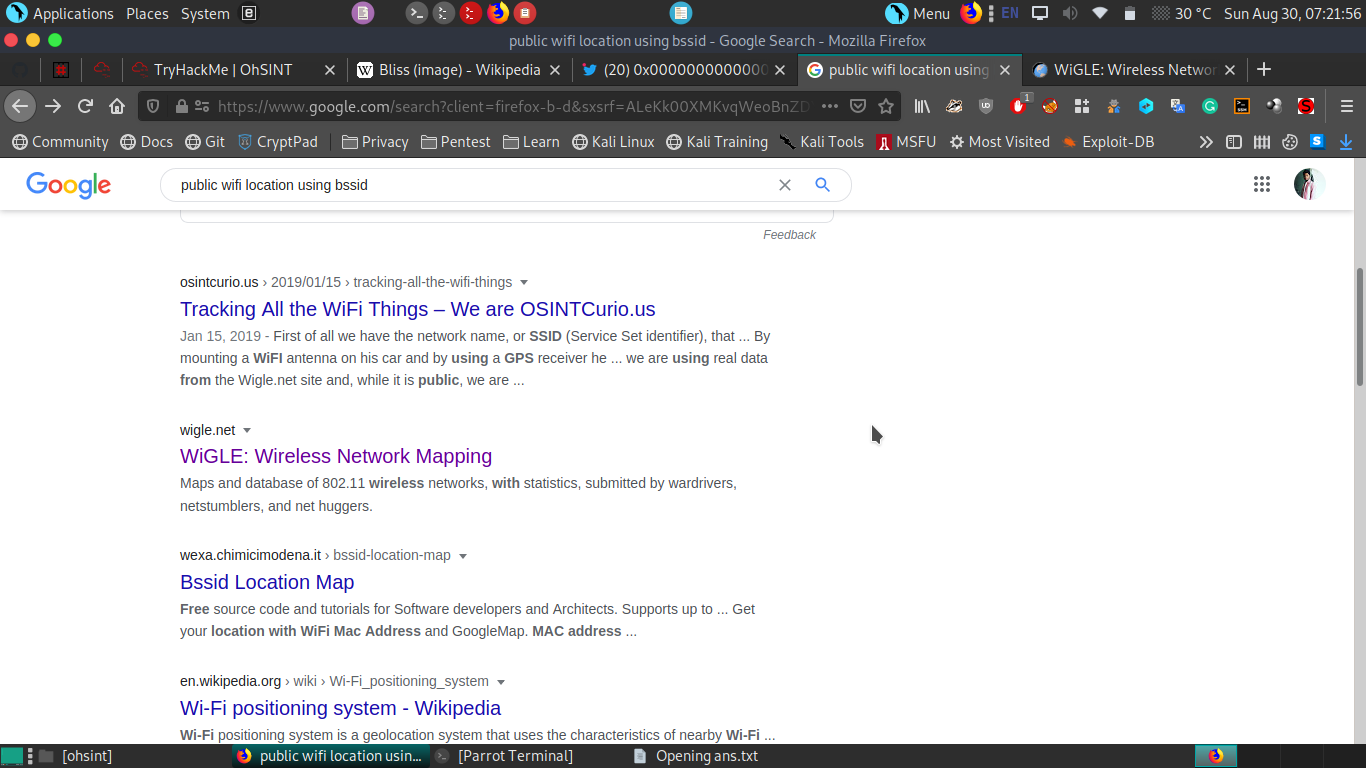 Applications Places System Menu EN 30 °C Sun Aug 30, 07:21:56
public wifi location using bssid - Google Search - Mozilla Firefox
TryHackMe | OhSINT Bliss (image) - Wikipedia (20) 0x0000000000000 public wifi location using WiGLE: Wireless Networ
https://www.google.com/search?client=firefox-b-d&sxsrf=ALeKk00XMKvqWeoBnZD 1
Community Docs Git CryptPad Privacy Pentest Learn Kali Linux Kali Training Kali Tools MSFU Most Visited Exploit-DB
Google public wifi location using bssid
Feedback
osintcurio.us › 2019/01/15 › tracking-all-the-wifi-things
Tracking All the WiFi Things – We are OSINTCurio.us
Jan 15, 2019 - First of all we have the network name, or SSID (Service Set identifier), that ... By
mounting a WiFI antenna on his car and by using a GPS receiver he ... we are using real data
from the Wigle.net site and, while it is public, we are ...
wigle.net
WiGLE: Wireless Network Mapping
Maps and database of 802.11 wireless networks, with statistics, submitted by wardrivers,
netstumblers, and net huggers.
wexa.chimicimodena.it › bssid-location-map
Bssid Location Map
Free source code and tutorials for Software developers and Architects. Supports up to ... Get
your location with WiFi Mac Address and GoogleMap. MAC address ...
en.wikipedia.org › wiki › Wi-Fi_positioning_system
Wi-Fi positioning system - Wikipedia
Wi-Fi positioning system is a geolocation system that uses the characteristics of nearby Wi-Fi ...
[ohsint] public wifi location usin... [Parrot Terminal] Opening ans.txt